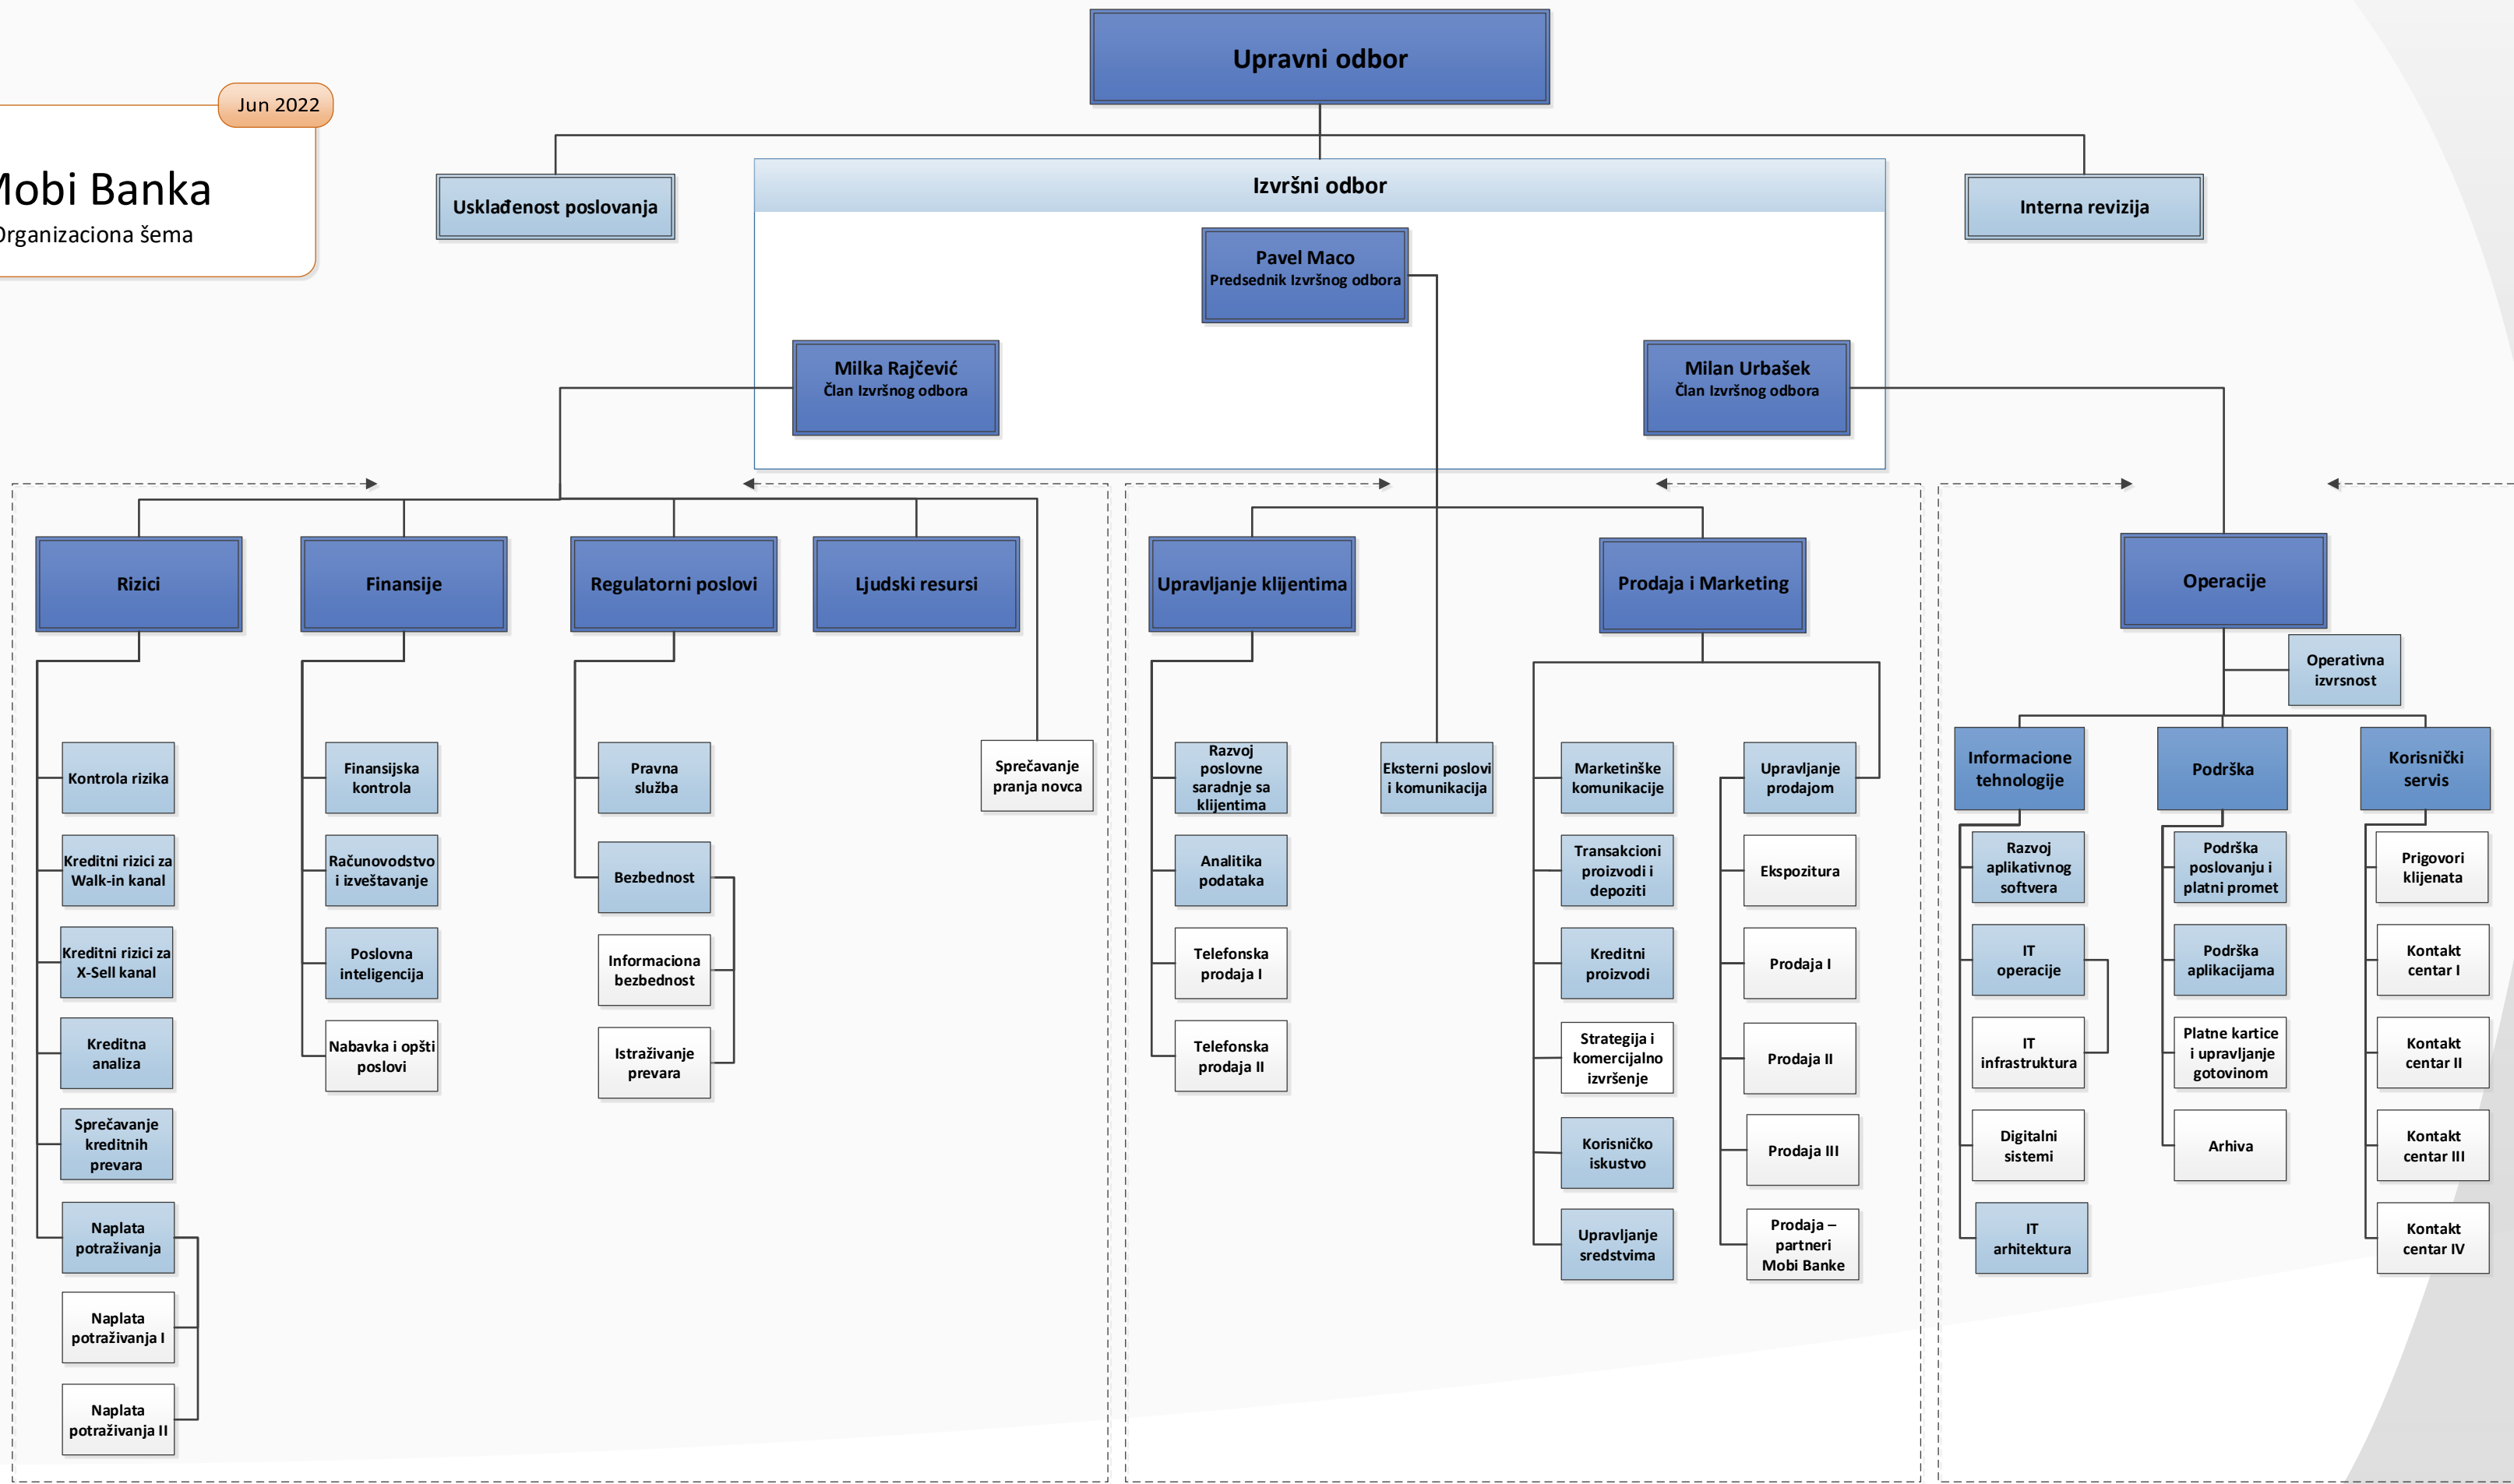 Upravni odbor
Jun 2022
Mobi Banka
Organizaciona šema
Usklađenost poslovanja
Izvršni odbor
Interna revizija
Pavel Maco
Predsednik Izvršnog odbora
Milka Rajčević
Član Izvršnog odbora
Milan Urbašek
Član Izvršnog odbora
Rizici
Finansije
Regulatorni poslovi
Ljudski resursi
Upravljanje klijentima
Prodaja i Marketing
Operacije
Operativna
izvrsnost
Kontrola rizika
Kreditni rizici za
Walk-in kanal
Kreditni rizici za
X-Sell kanal
Kreditna
analiza
Sprečavanje
kreditnih
prevara
Naplata
potraživanja
Naplata
potraživanja I
Naplata
potraživanja II
Finansijska
kontrola
Računovodstvo
i izveštavanje
Poslovna
inteligencija
Nabavka i opšti
poslovi
Pravna
služba
Bezbednost
Informaciona
bezbednost
Istraživanje
prevara
Sprečavanje
pranja novca
Razvoj
poslovne
saradnje sa
klijentima
Analitika
podataka
Telefonska
prodaja I
Telefonska
prodaja II
Eksterni poslovi
i komunikacija
Marketinške
komunikacije
Transakcioni
proizvodi i
depoziti
Kreditni
proizvodi
Strategija i
komercijalno
izvršenje
Korisničko
iskustvo
Upravljanje
sredstvima
Upravljanje
prodajom
Ekspozitura
Prodaja I
Prodaja II
Prodaja III
Prodaja –
partneri
Mobi Banke
Informacione
tehnologije
Razvoj
aplikativnog
softvera
IT
operacije
IT
infrastruktura
Digitalni
sistemi
IT
arhitektura
Podrška
Podrška
poslovanju i
platni promet
Podrška
aplikacijama
Platne kartice
i upravljanje
gotovinom
Arhiva
Korisnički
servis
Prigovori
klijenata
Kontakt
centar I
Kontakt
centar II
Kontakt
centar III
Kontakt
centar IV